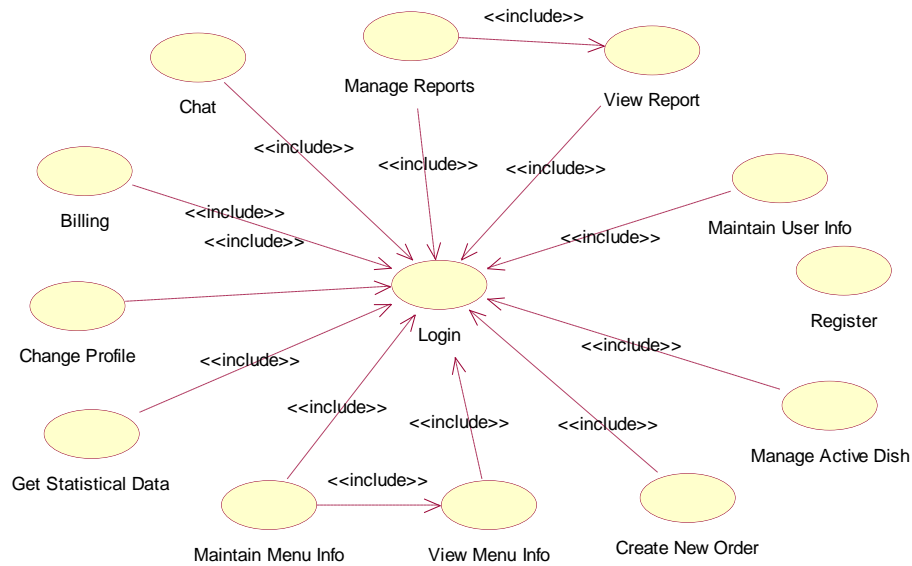 <<include>>
Manage Reports
View Report
Chat
<<include>>
<<include>>
<<include>>
Billing
<<include>>
Maintain User Info
<<include>>
<<include>>
Register
Change Profile
Login
<<include>>
<<include>>
<<include>>
<<include>>
<<include>>
Manage Active Dish
Get Statistical Data
<<include>>
Maintain Menu Info
View Menu Info
Create New Order